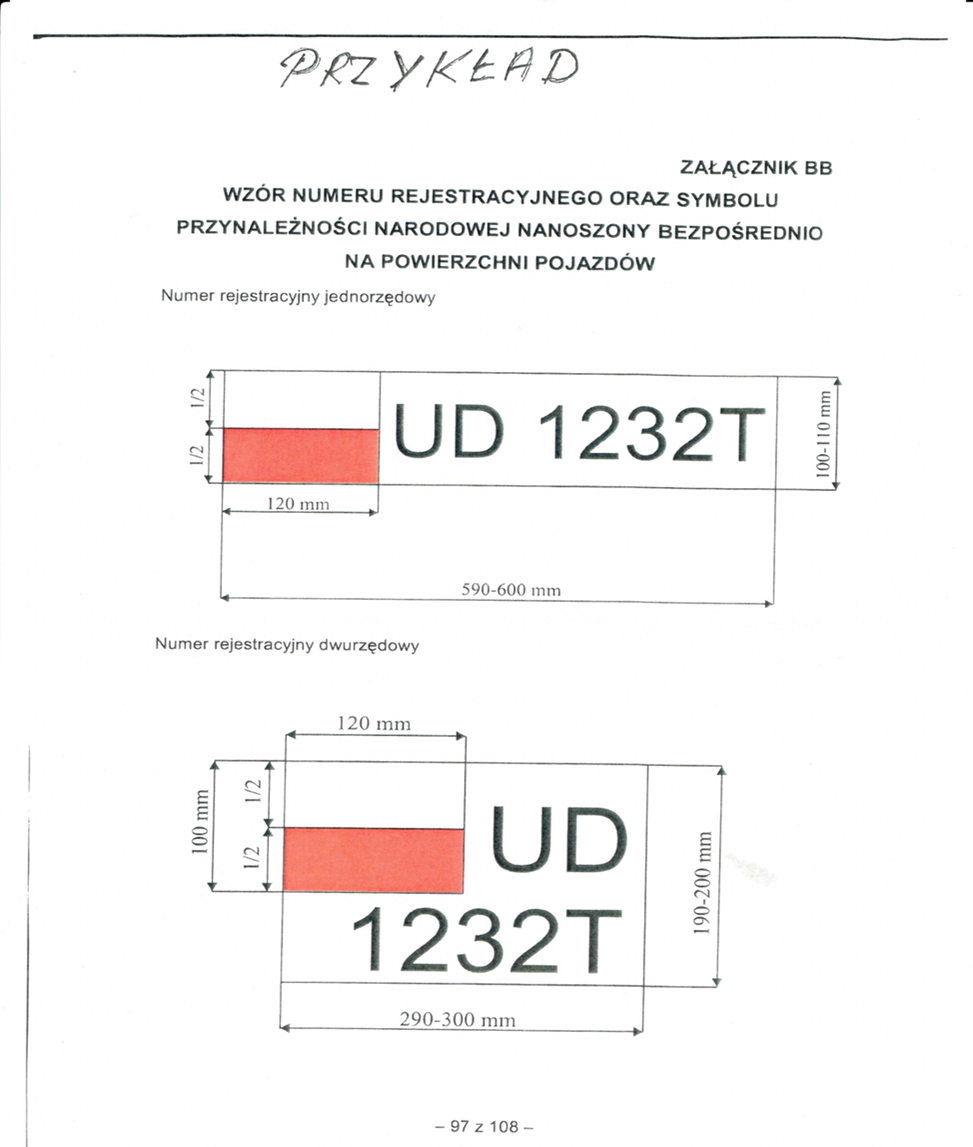 PRZYKŁAD
ZAŁĄCZNIK BB
WZÓR NUMERU REJESTRACYJNEGO ORAZ SYMBOLU
PRZYNALEŻNOŚCI NARODOWEJ NANOSZONY BEZPOŚREDNIO
NA POWIERZCHNI POJAZDÓW
Numer rejestracyjny jednorzędowy
1/2
1/2
UD 1232T
100-110 mm
120 mm
590-600 mm
Numer rejestracyjny dwurzędowy
120 mm
100 mm
1/2
1/2
UD
1232T
190-200 mm
290-300 mm
– 97 z 108 –